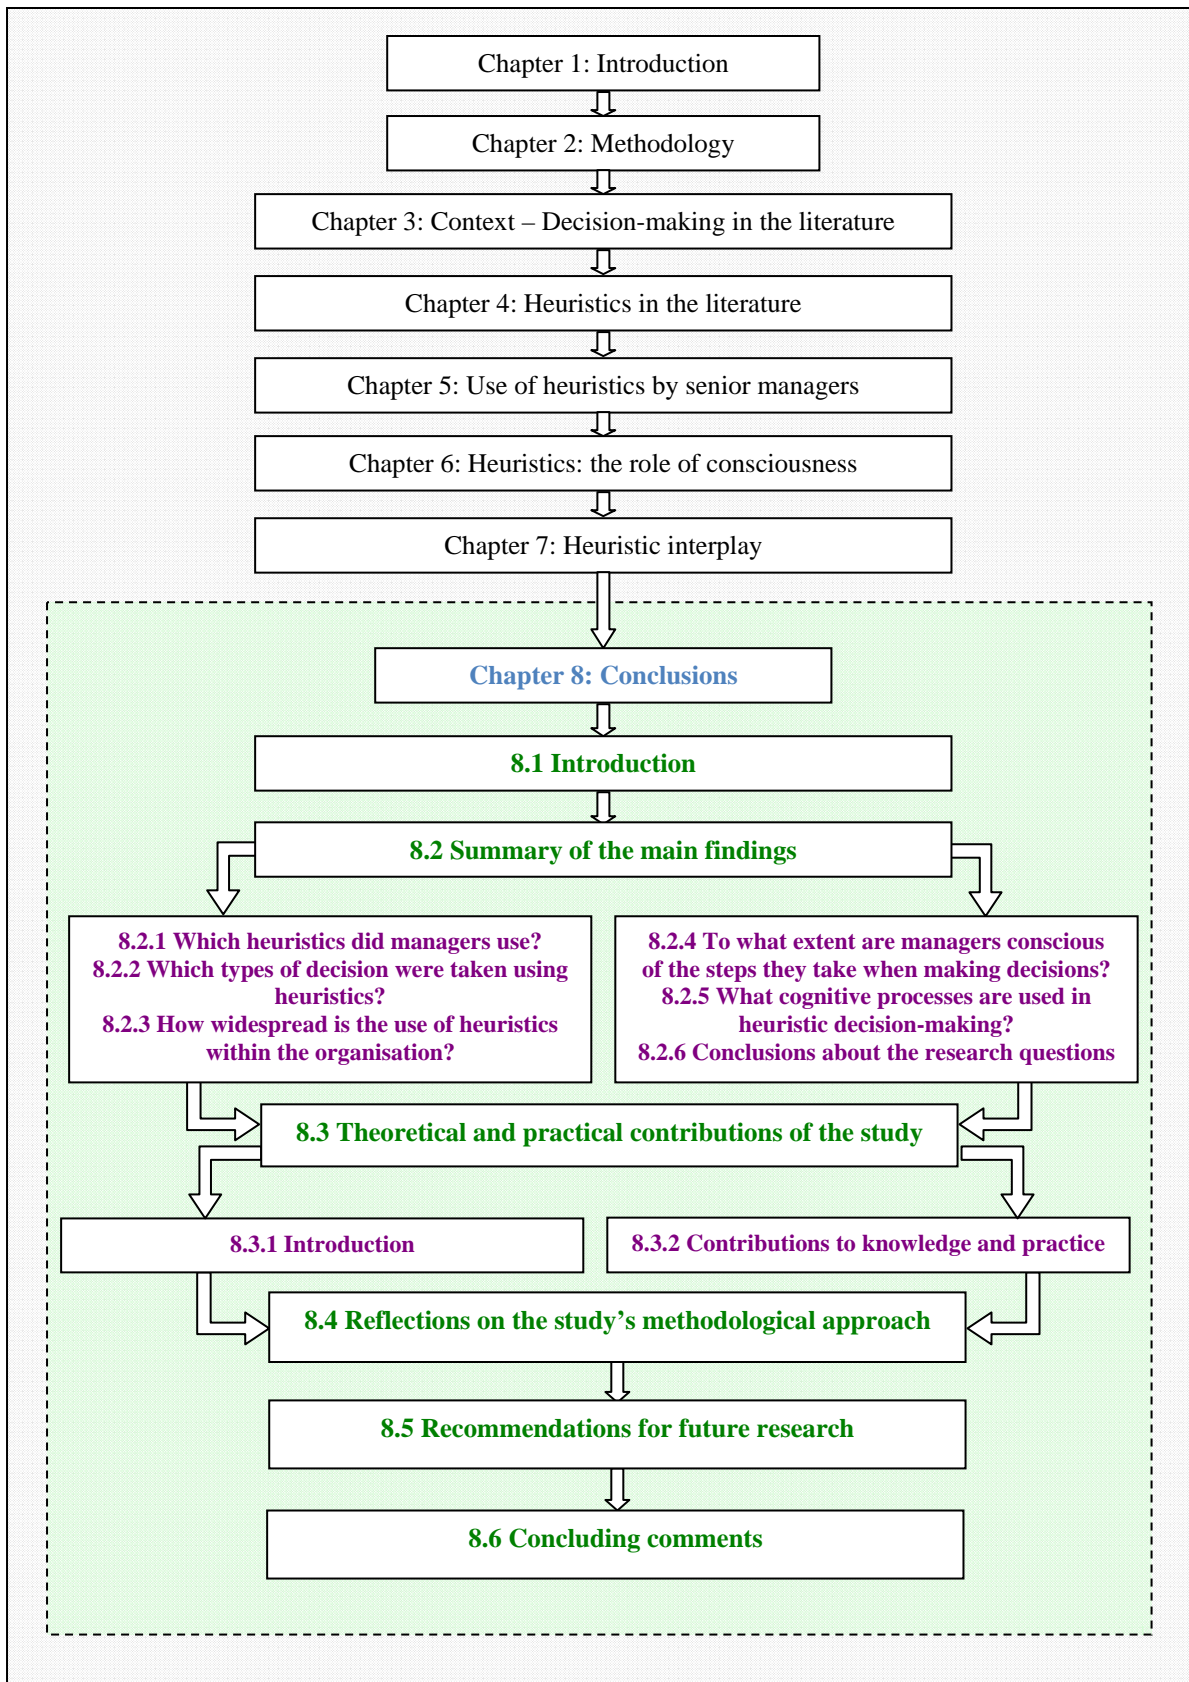 Chapter 1: Introduction
Chapter 2: Methodology
Chapter 3: Context – Decision-making in the literature
Chapter 4: Heuristics in the literature
Chapter 5: Use of heuristics by senior managers
Chapter 6: Heuristics: the role of consciousness
Chapter 7: Heuristic interplay
Chapter 8: Conclusions
8.1 Introduction
8.2 Summary of the main findings
8.2.1 Which heuristics did managers use?
8.2.2 Which types of decision were taken using
heuristics?
8.2.3 How widespread is the use of heuristics
within the organisation?
8.2.4 To what extent are managers conscious
of the steps they take when making decisions?
8.2.5 What cognitive processes are used in
heuristic decision-making?
8.2.6 Conclusions about the research questions
8.3 Theoretical and practical contributions of the study
8.3.1 Introduction
8.3.2 Contributions to knowledge and practice
8.4 Reflections on the study’s methodological approach
8.5 Recommendations for future research
8.6 Concluding comments